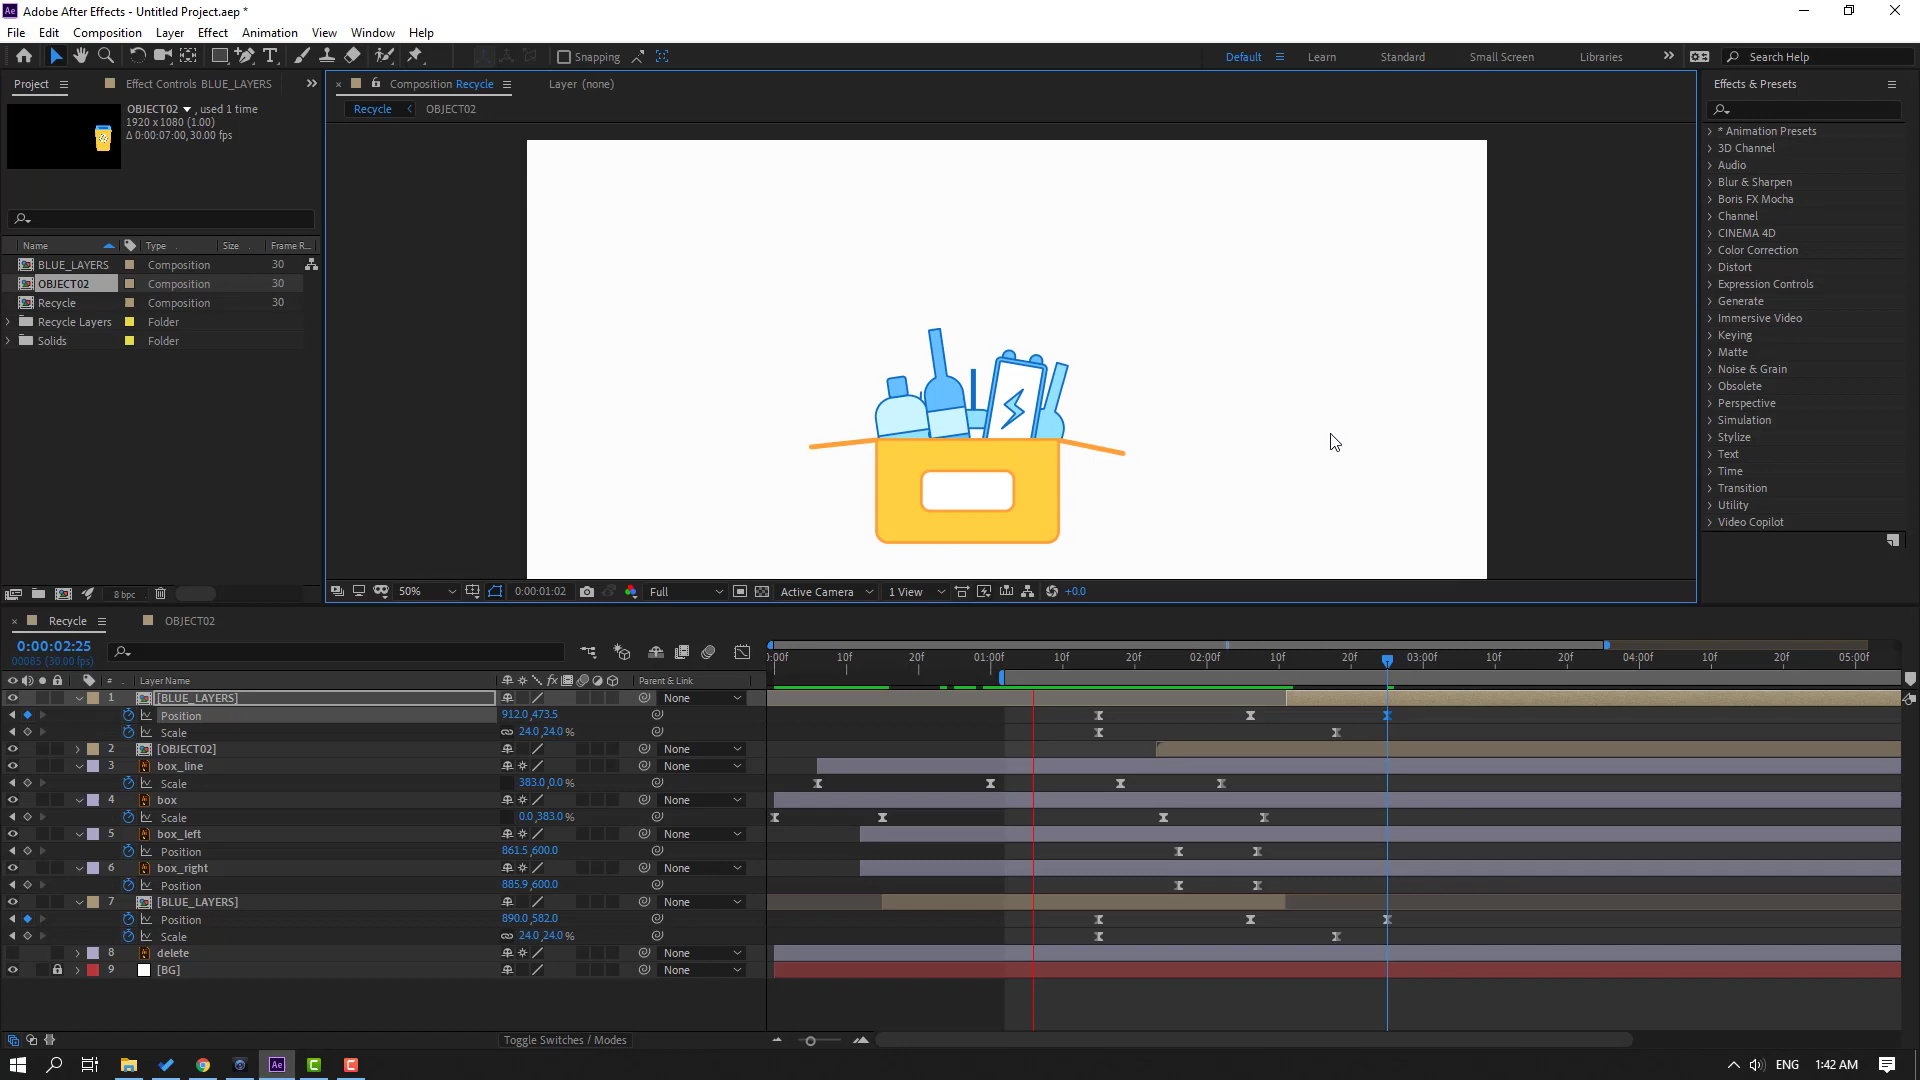 Adobe After Effects - Untitled Project.aep *
File Edit Composition Layer Effect Animation View Window Help
Snapping Default Learn Standard Small Screen Libraries Search Help
Project Effect Controls BLUE_LAYERS
Composition Recycle Layer (none)
Effects & Presets
Recycle OBJECT02
OBJECT02 , used 1 time
1920 x 1080 (1.00)
Δ 0:00:07:00, 30.00 fps
Name Type Size Frame R...
BLUE_LAYERS Composition 30
OBJECT02 Composition 30
Recycle Composition 30
Recycle Layers Folder
Solids Folder
* Animation Presets
3D Channel
Audio
Blur & Sharpen
Boris FX Mocha
Channel
CINEMA 4D
Color Correction
Distort
Expression Controls
Generate
Immersive Video
Keying
Matte
Noise & Grain
Obsolete
Perspective
Simulation
Stylize
Text
Time
Transition
Utility
Video Copilot
8 bpc
50% 0:00:01:02 Full Active Camera 1 View +0.0
Recycle OBJECT02
0:00:02:25
00085 (30.00 fps)
:00f 10f 20f 01:00f 10f 20f 02:00f 10f 20f 03:00f 10f 20f 04:00f 10f 20f 05:00f
# Layer Name fx Parent & Link
1 [BLUE_LAYERS] None
Position 912.0,473.5
Scale 24.0,24.0%
2 [OBJECT02] None
3 box_line None
Scale 383.0,0.0%
4 box None
Scale 0.0,383.0%
5 box_left None
Position 861.5,600.0
6 box_right None
Position 885.9,600.0
7 [BLUE_LAYERS] None
Position 890.0,582.0
Scale 24.0,24.0%
8 delete None
9 [BG] None
Toggle Switches / Modes
ENG 1:42 AM